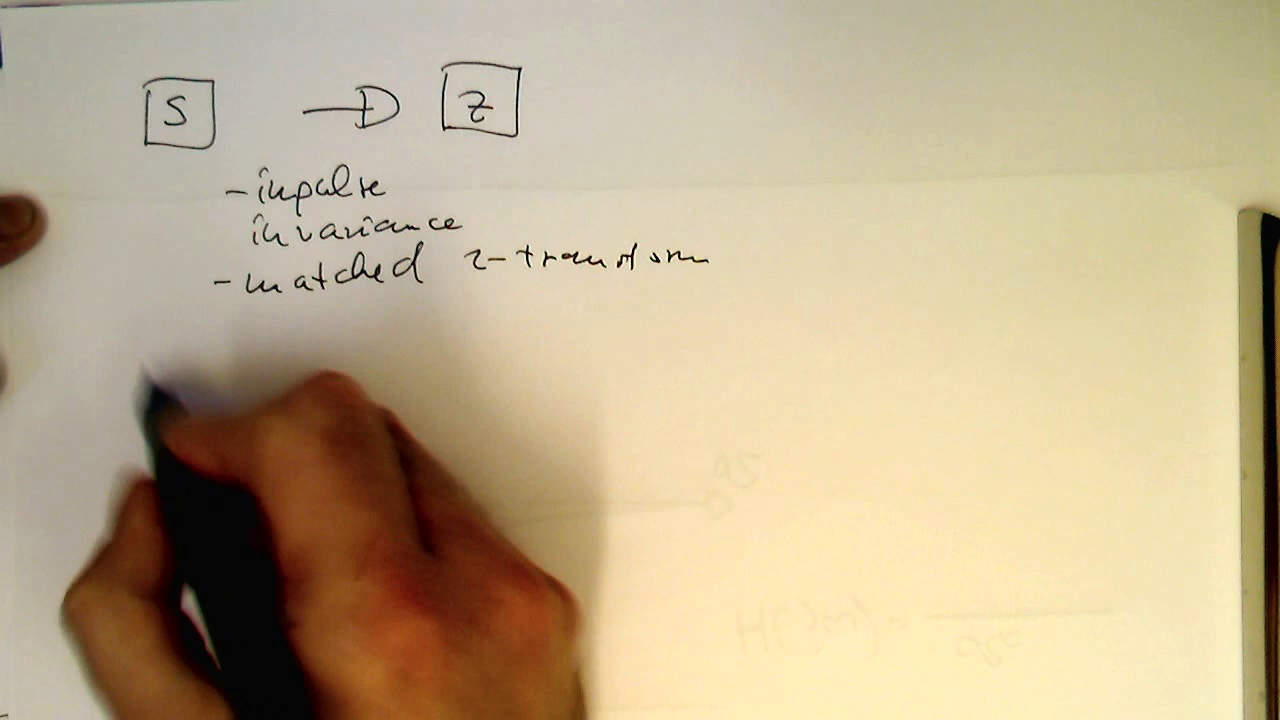 S → Z
- impulse
invariance
- matched z-transform